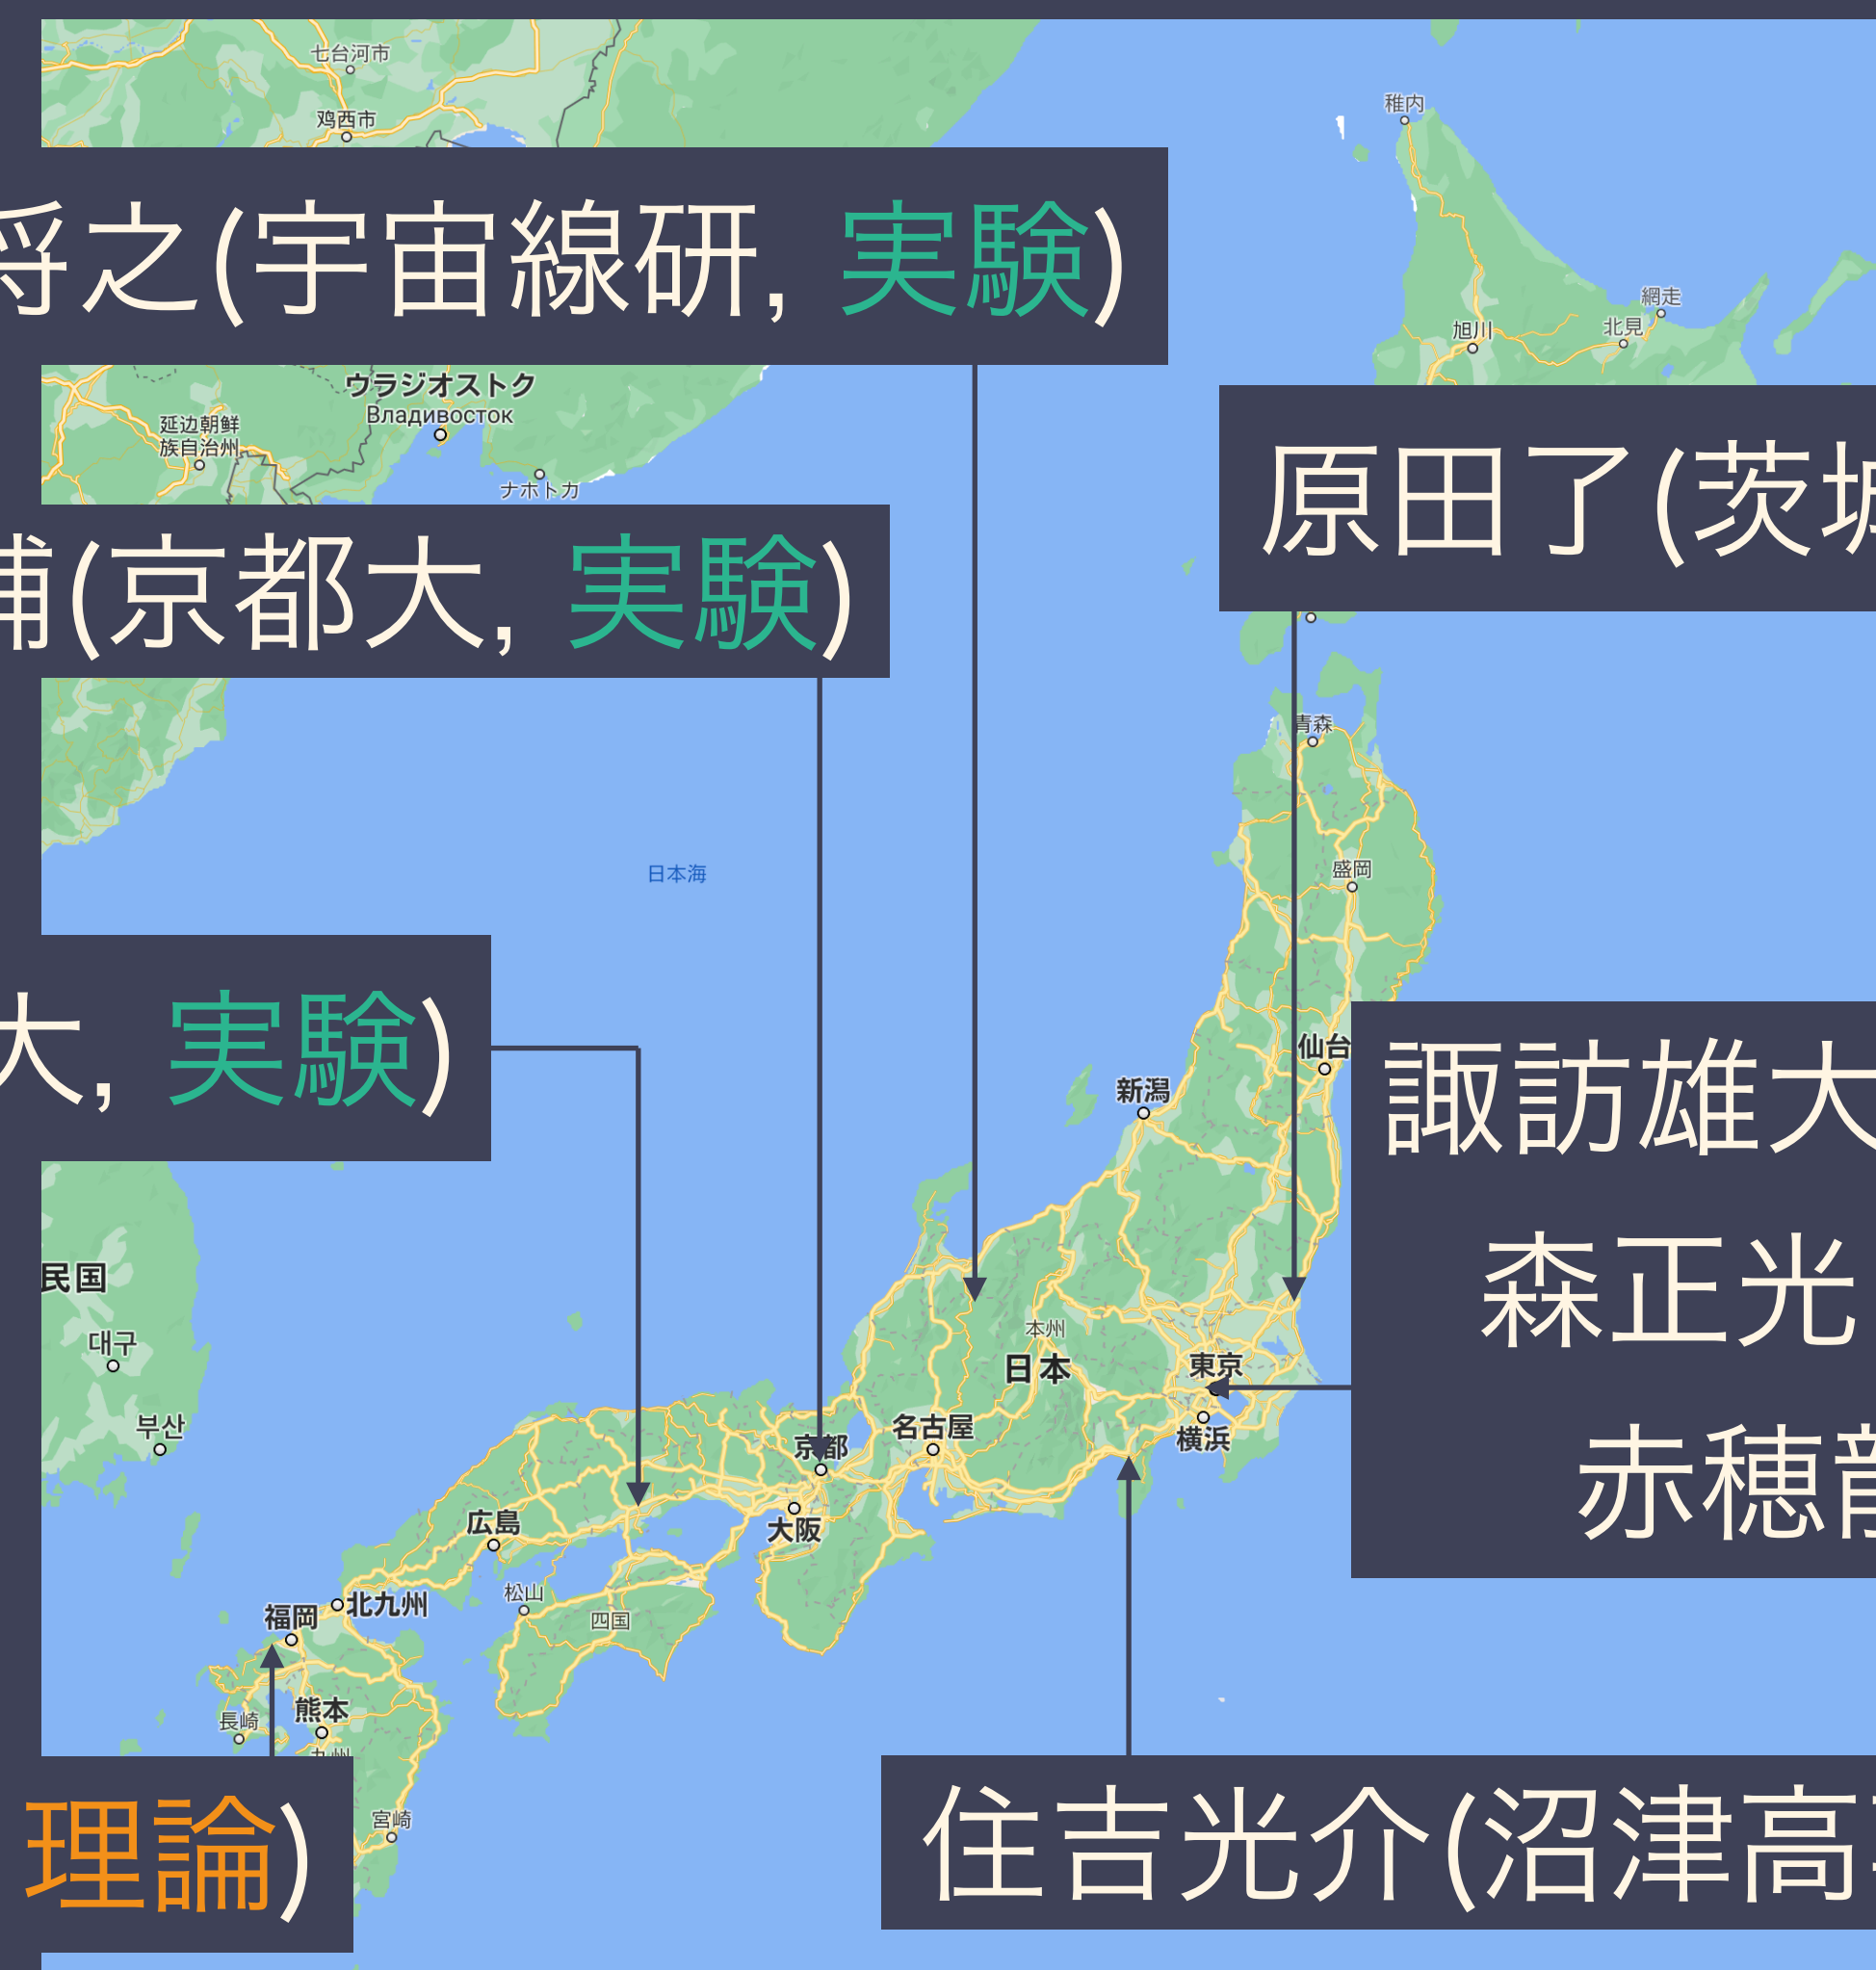 七台河市
鸡西市
稚内
将之(宇宙線研, 実験)
網走
北見
旭川
ウラジオストク
Владивосток
延边朝鲜
族自治州
ナホトカ
原田了(茨城
補(京都大, 実験)
青森
盛岡
日本海
大, 実験)
仙台
新潟
諏訪雄大
森正光
赤穂龍
民国
대구
부산
本州
日本
東京
横浜
名古屋
京都
大阪
広島
松山
四国
北九州
福岡
熊本
長崎
九州
宮崎
理論)
住吉光介(沼津高専